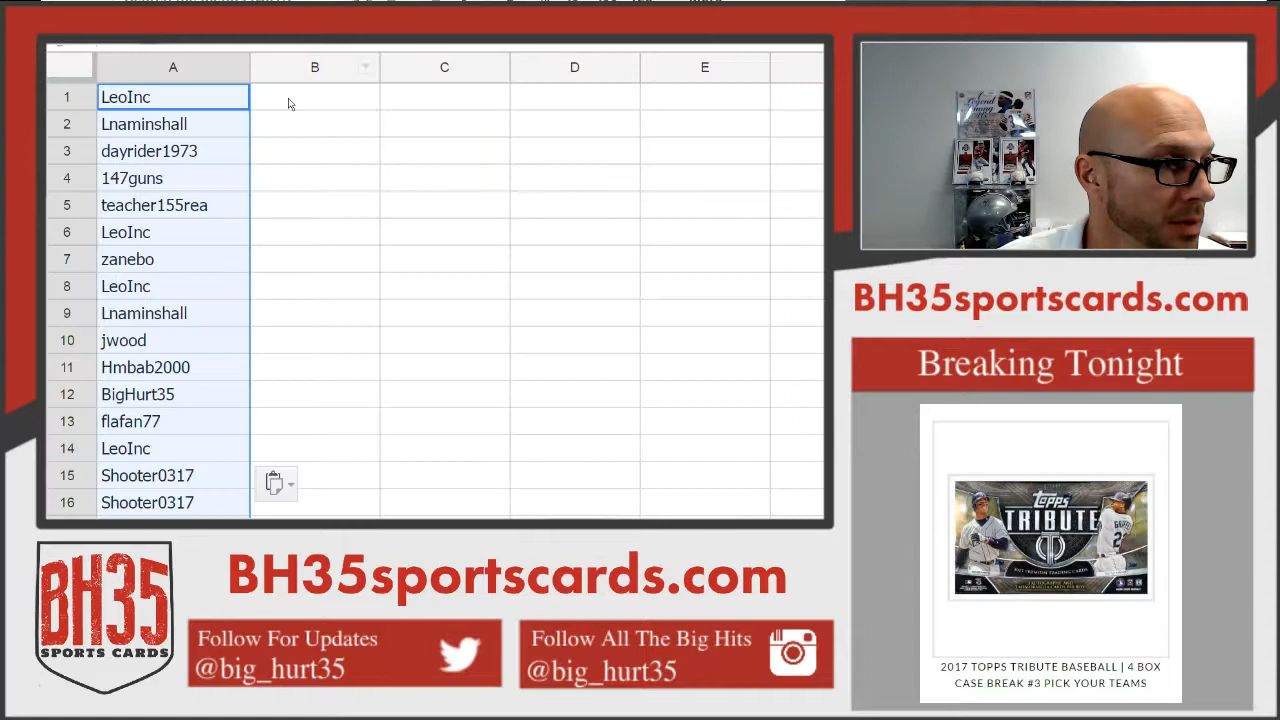 A B C D E
1 LeoInc
2 Lnaminshall
3 dayrider1973
4 147guns
5 teacher155rea
6 LeoInc
7 zanebo
8 LeoInc
9 Lnaminshall
10 jwood
11 Hmbab2000
12 BigHurt35
13 flafan77
14 LeoInc
15 Shooter0317
16 Shooter0317
BH35sportscards.com
Breaking Tonight
Topps
TRIBUTE
2017 TOPPS TRIBUTE BASEBALL | 4 BOX
CASE BREAK #3 PICK YOUR TEAMS
BH35
SPORTS CARDS
BH35sportscards.com
Follow For Updates
@big_hurt35
Follow All The Big Hits
@big_hurt35